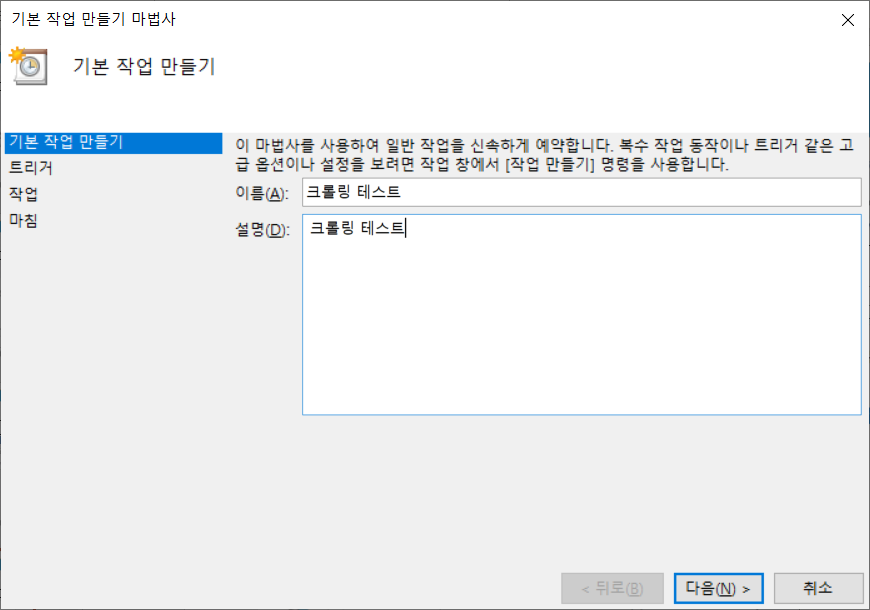 기본 작업 만들기 마법사
기본 작업 만들기
기본 작업 만들기
트리거
작업
마침
이 마법사를 사용하여 일반 작업을 신속하게 예약합니다. 복수 작업 동작이나 트리거 같은 고
급 옵션이나 설정을 보려면 작업 창에서 [작업 만들기] 명령을 사용합니다.
이름(A): 크롤링 테스트
설명(D): 크롤링 테스트
< 뒤로(B) 다음(N) > 취소